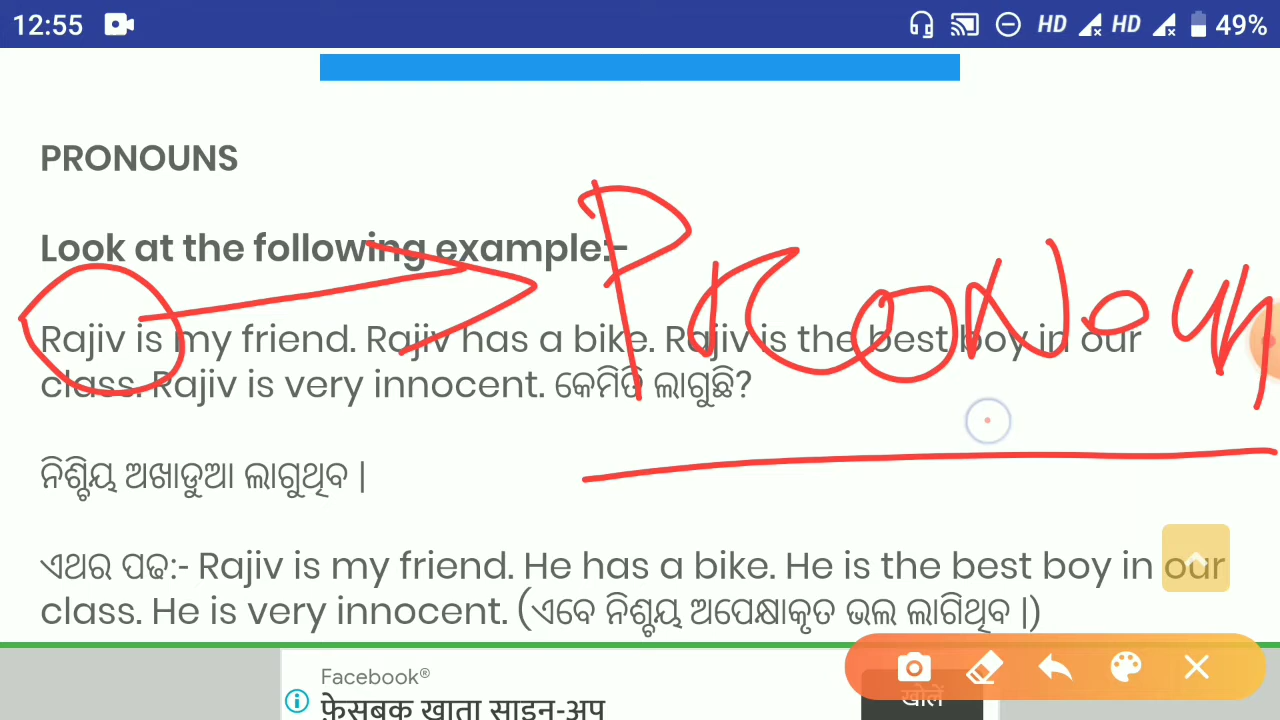 12:55 HD HD 49%
PRONOUNS
Look at the following example:-
PRONOUN
Rajiv is my friend. Rajiv has a bike. Rajiv is the best boy in our
class. Rajiv is very innocent. କେମିତି ଲାଗୁଛି?
ନିଶ୍ଚିୟ ଅଖାଡୁଆ ଲାଗୁଥିବ |
ଏଥର ପଢ:- Rajiv is my friend. He has a bike. He is the best boy in our
class. He is very innocent. (ଏବେ ନିଶ୍ଚୟ ଅପେକ୍ଷାକୃତ ଭଲ ଲାଗିଥିବ |)
Facebook®
फ़ेसबुक खाता साइन-अप
खोलें